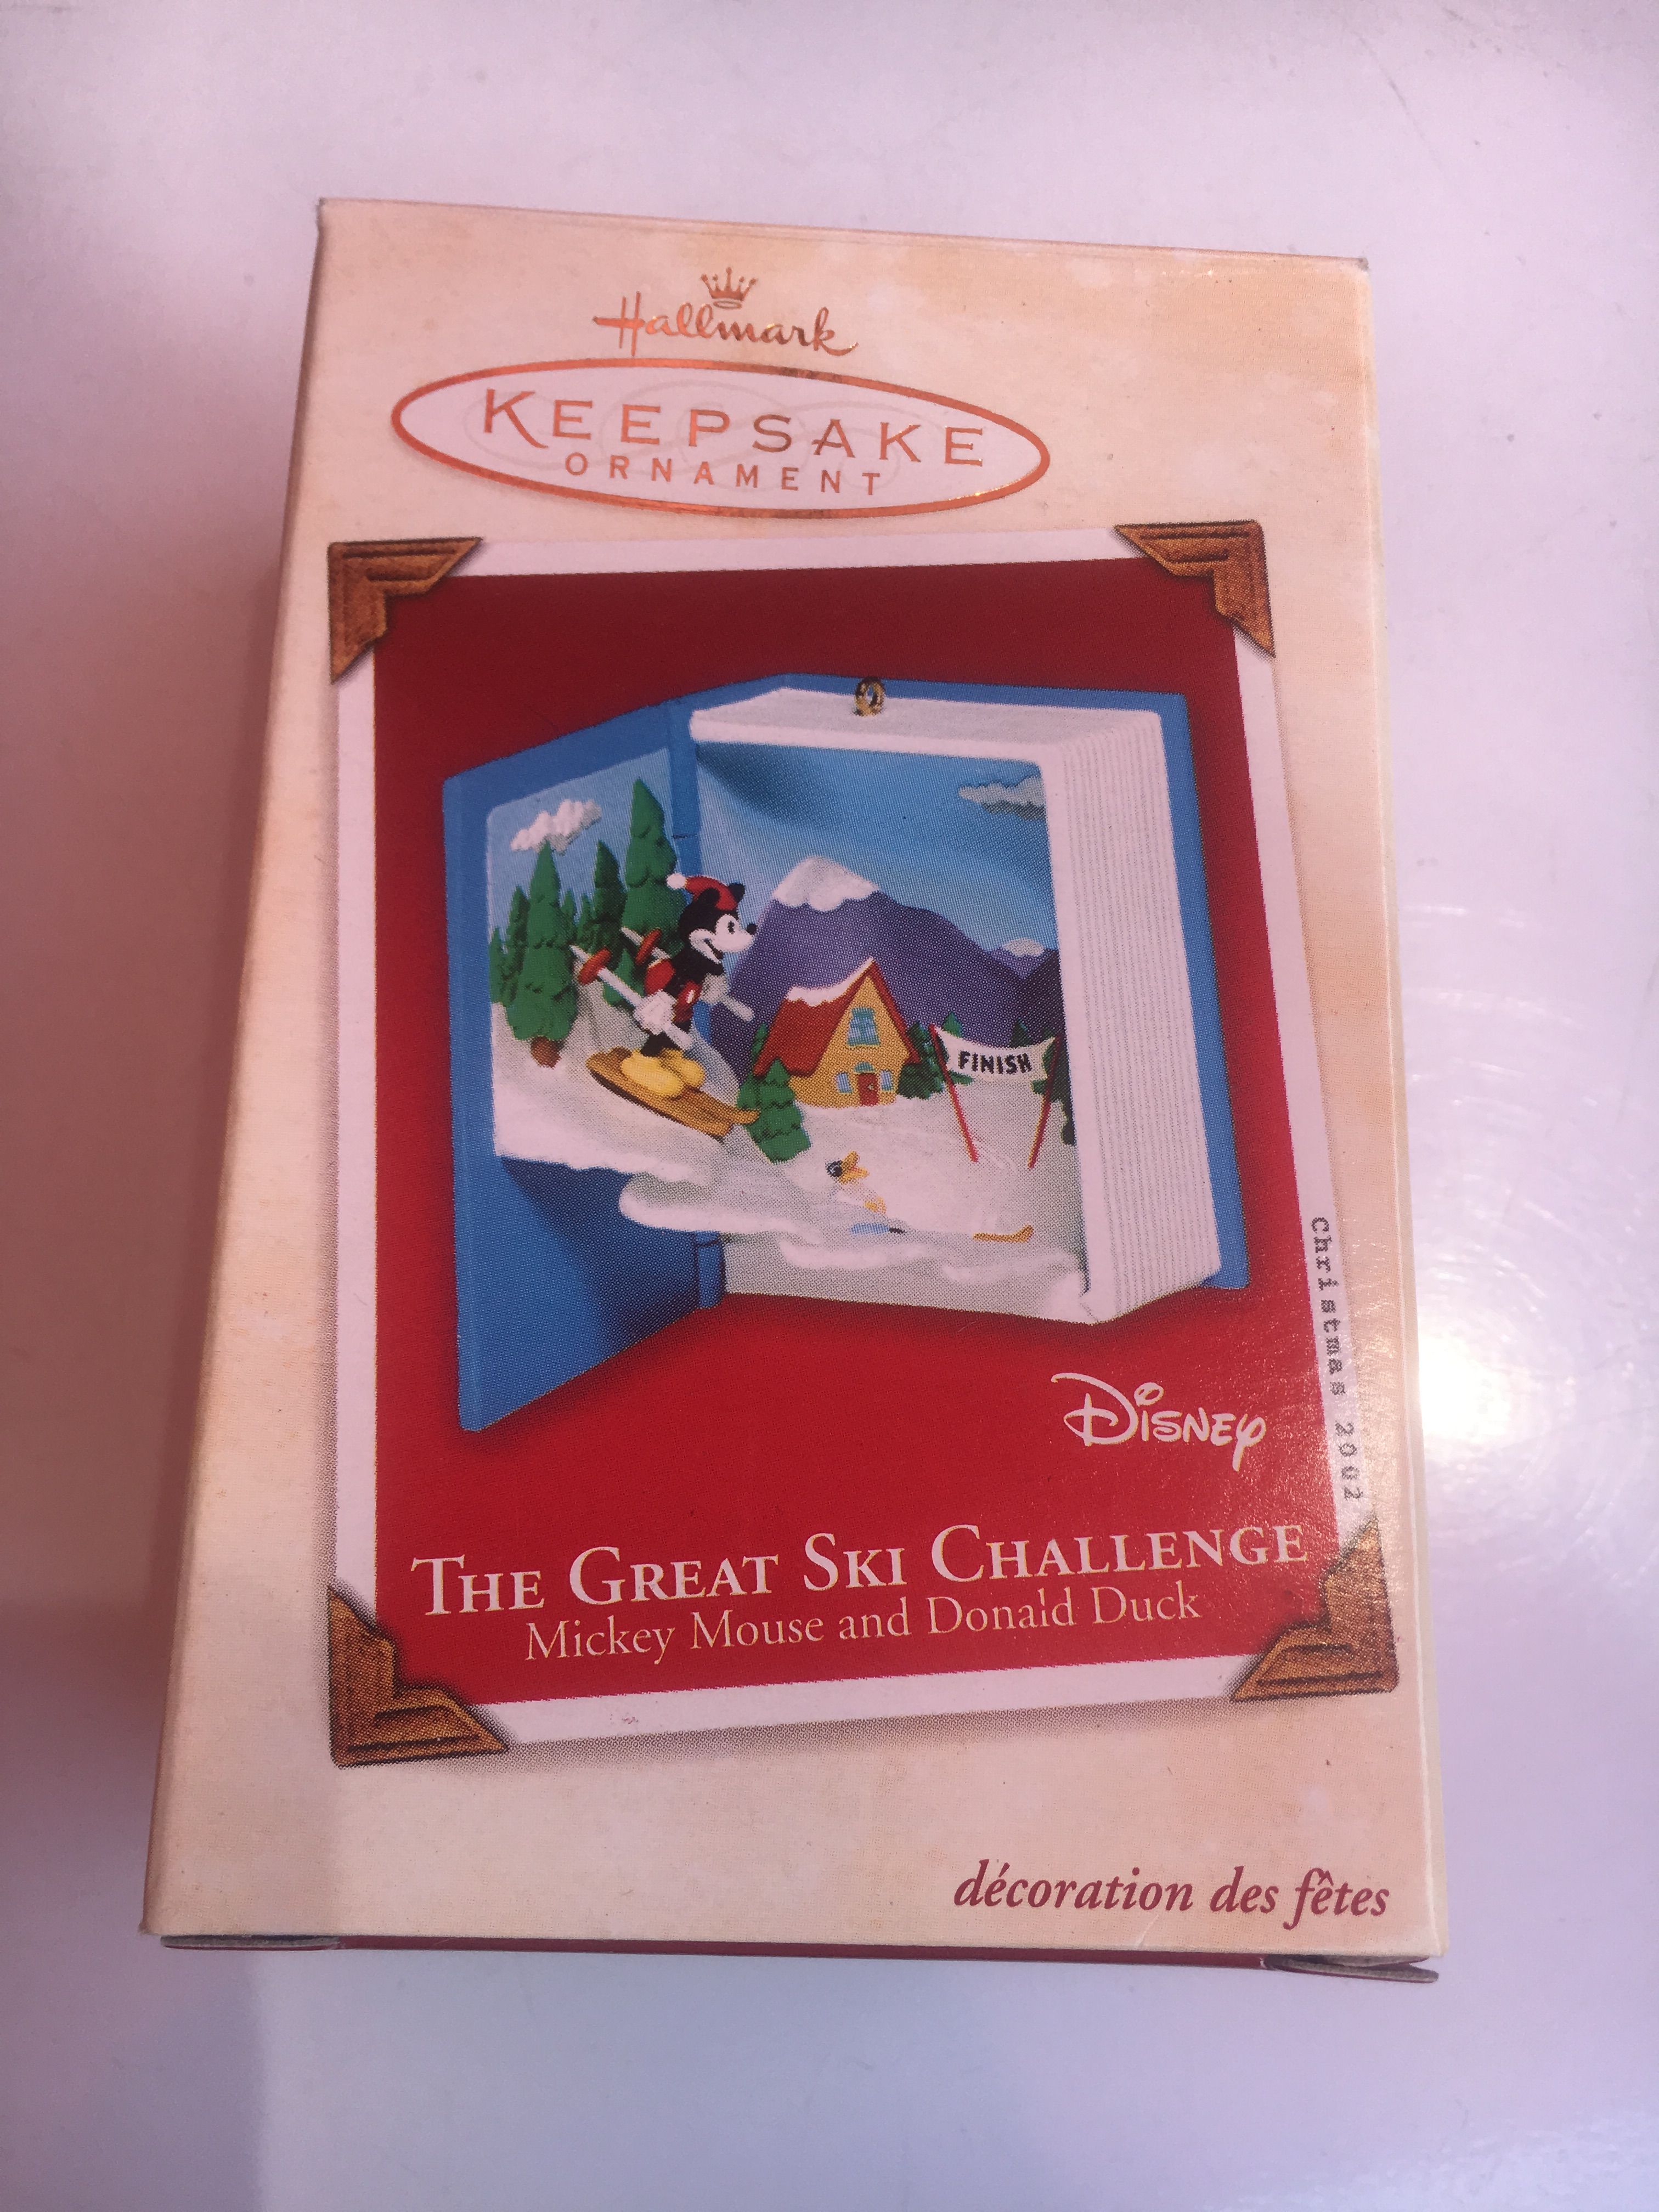 Hallmark
KEEPSAKE
ORNAMENT
FINISH
Christmas 2002
Disney
THE GREAT SKI CHALLENGE
Mickey Mouse and Donald Duck
décoration des fêtes